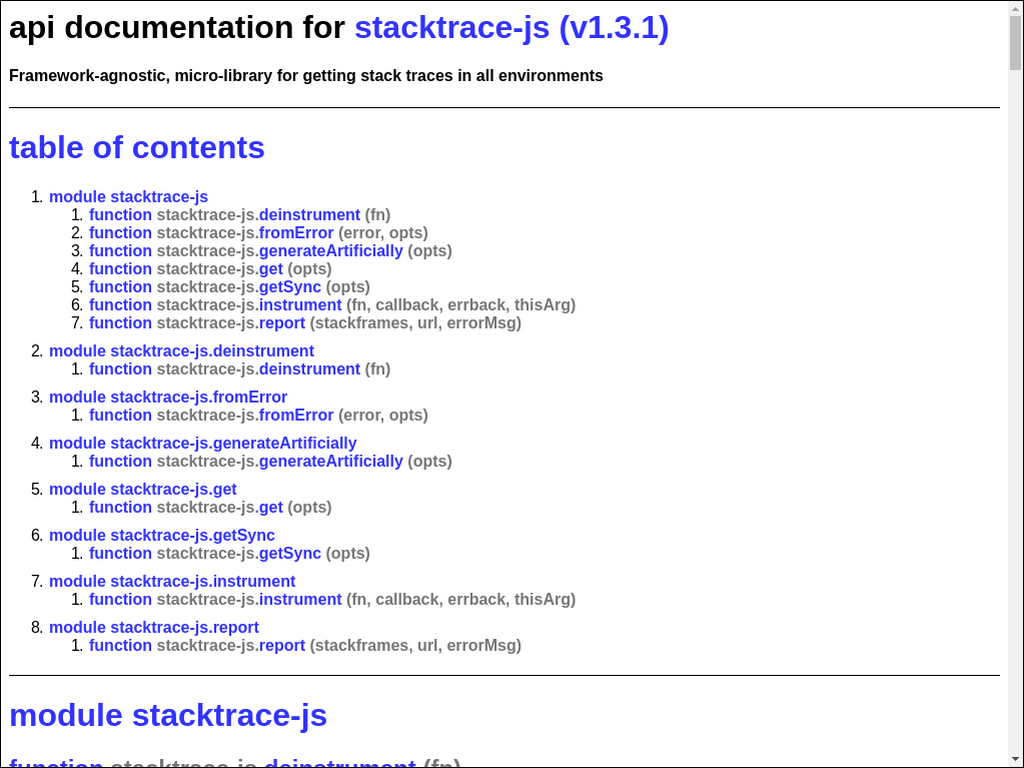 api documentation for stacktrace-js (v1.3.1)
Framework-agnostic, micro-library for getting stack traces in all environments
table of contents
1. module stacktrace-js
1. function stacktrace-js.deinstrument (fn)
2. function stacktrace-js.fromError (error, opts)
3. function stacktrace-js.generateArtificially (opts)
4. function stacktrace-js.get (opts)
5. function stacktrace-js.getSync (opts)
6. function stacktrace-js.instrument (fn, callback, errback, thisArg)
7. function stacktrace-js.report (stackframes, url, errorMsg)
2. module stacktrace-js.deinstrument
1. function stacktrace-js.deinstrument (fn)
3. module stacktrace-js.fromError
1. function stacktrace-js.fromError (error, opts)
4. module stacktrace-js.generateArtificially
1. function stacktrace-js.generateArtificially (opts)
5. module stacktrace-js.get
1. function stacktrace-js.get (opts)
6. module stacktrace-js.getSync
1. function stacktrace-js.getSync (opts)
7. module stacktrace-js.instrument
1. function stacktrace-js.instrument (fn, callback, errback, thisArg)
8. module stacktrace-js.report
1. function stacktrace-js.report (stackframes, url, errorMsg)
module stacktrace-js
function stacktrace-js.deinstrument (fn)